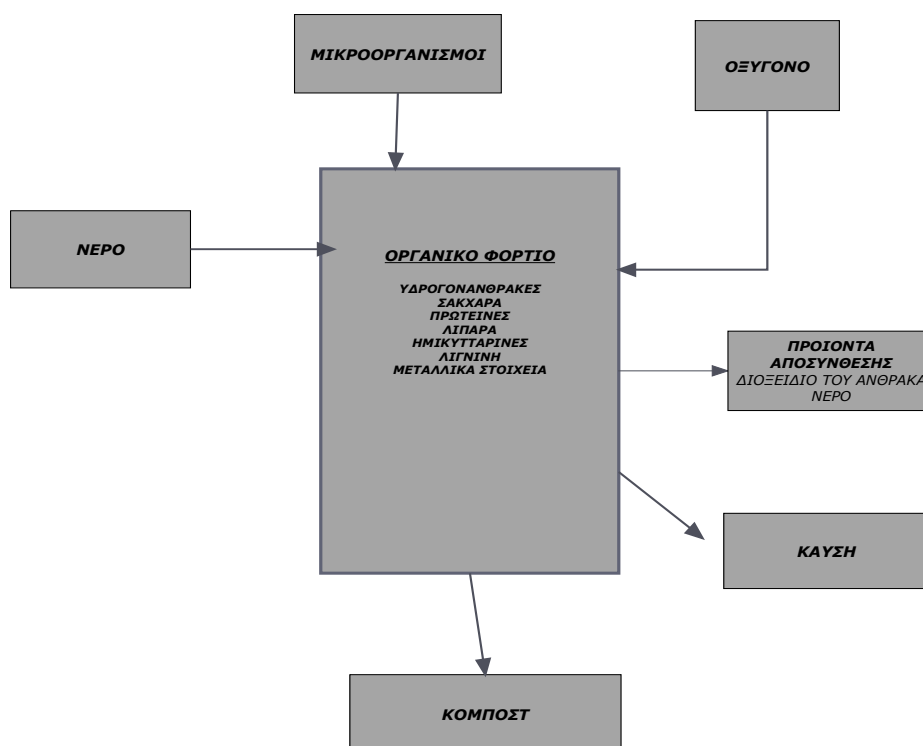 ΜΙΚΡΟΟΡΓΑΝΙΣΜΟΙ
ΟΞΥΓΟΝΟ
ΝΕΡΟ
ΟΡΓΑΝΙΚΟ ΦΟΡΤΙΟ
ΥΔΡΟΓΟΝΑΝΘΡΑΚΕΣ
ΣΑΚΧΑΡΑ
ΠΡΩΤΕΙΝΕΣ
ΛΙΠΑΡΑ
ΗΜΙΚΥΤΤΑΡΙΝΕΣ
ΛΙΓΝΙΝΗ
ΜΕΤΑΛΛΙΚΑ ΣΤΟΙΧΕΙΑ
ΠΡΟΙΟΝΤΑ
ΑΠΟΣΥΝΘΕΣΗΣ
ΔΙΟΞΕΙΔΙΟ ΤΟΥ ΑΝΘΡΑΚΑ
ΝΕΡΟ
ΚΑΥΣΗ
ΚΟΜΠΟΣΤ